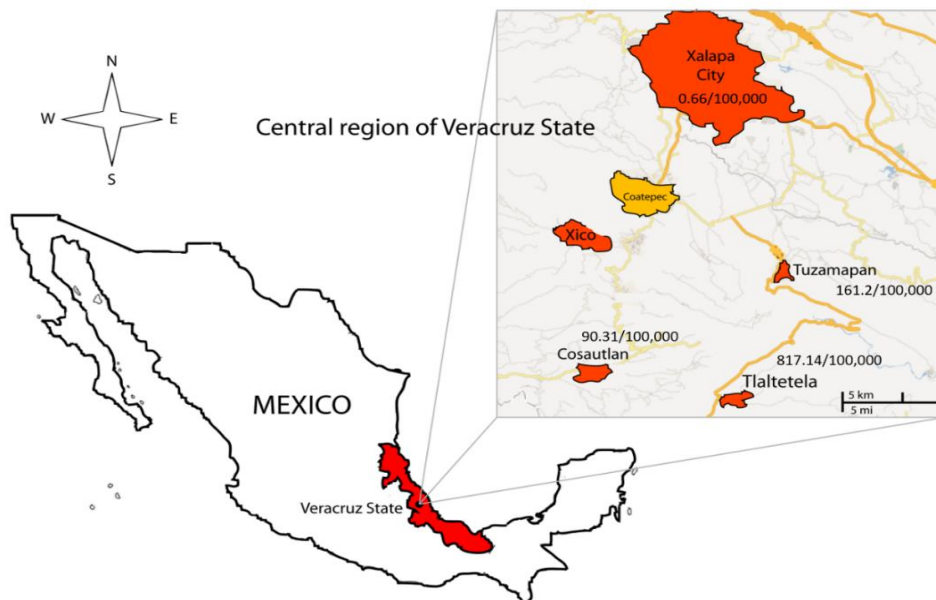 N
W E
S
Central region of Veracruz State
MEXICO
Veracruz State
Xalapa
City
0.66/100,000
Coatepec
Xico
Tuzamapan
161.2/100,000
90.31/100,000
Cosautlan
817.14/100,000
Tlaltetela
5 km
5 mi